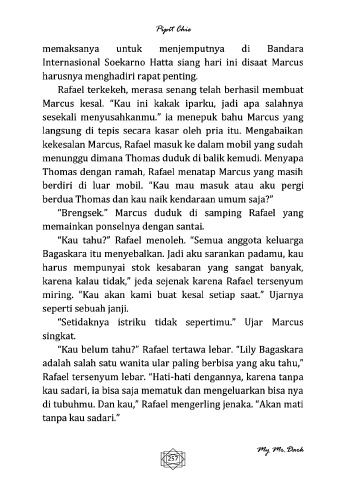 Pipit Chie
memaksanya untuk menjemputnya di Bandara
Internasional Soekarno Hatta siang hari ini disaat Marcus
harusnya menghadiri rapat penting.
Rafael terkekeh, merasa senang telah berhasil membuat
Marcus kesal. “Kau ini kakak iparku, jadi apa salahnya
sesekali menyusahkanmu.” ia menepuk bahu Marcus yang
langsung di tepis secara kasar oleh pria itu. Mengabaikan
kekesalan Marcus, Rafael masuk ke dalam mobil yang sudah
menunggu dimana Thomas duduk di balik kemudi. Menyapa
Thomas dengan ramah, Rafael menatap Marcus yang masih
berdiri di luar mobil. “Kau mau masuk atau aku pergi
berdua Thomas dan kau naik kendaraan umum saja?”
“Brengsek.” Marcus duduk di samping Rafael yang
memainkan ponselnya dengan santai.
“Kau tahu?” Rafael menoleh. “Semua anggota keluarga
Bagaskara itu menyebalkan. Jadi aku sarankan padamu, kau
harus mempunyai stok kesabaran yang sangat banyak,
karena kalau tidak,” jeda sejenak karena Rafael tersenyum
miring. “Kau akan kami buat kesal setiap saat.” Ujarnya
seperti sebuah janji.
“Setidaknya istriku tidak sepertimu.” Ujar Marcus
singkat.
“Kau belum tahu?” Rafael tertawa lebar. “Lily Bagaskara
adalah salah satu wanita ular paling berbisa yang aku tahu,”
Rafael tersenyum lebar. “Hati-hati dengannya, karena tanpa
kau sadari, ia bisa saja mematuk dan mengeluarkan bisa nya
di tubuhmu. Dan kau,” Rafael mengerling jenaka. “Akan mati
tanpa kau sadari.”
257
My Mr. Dark